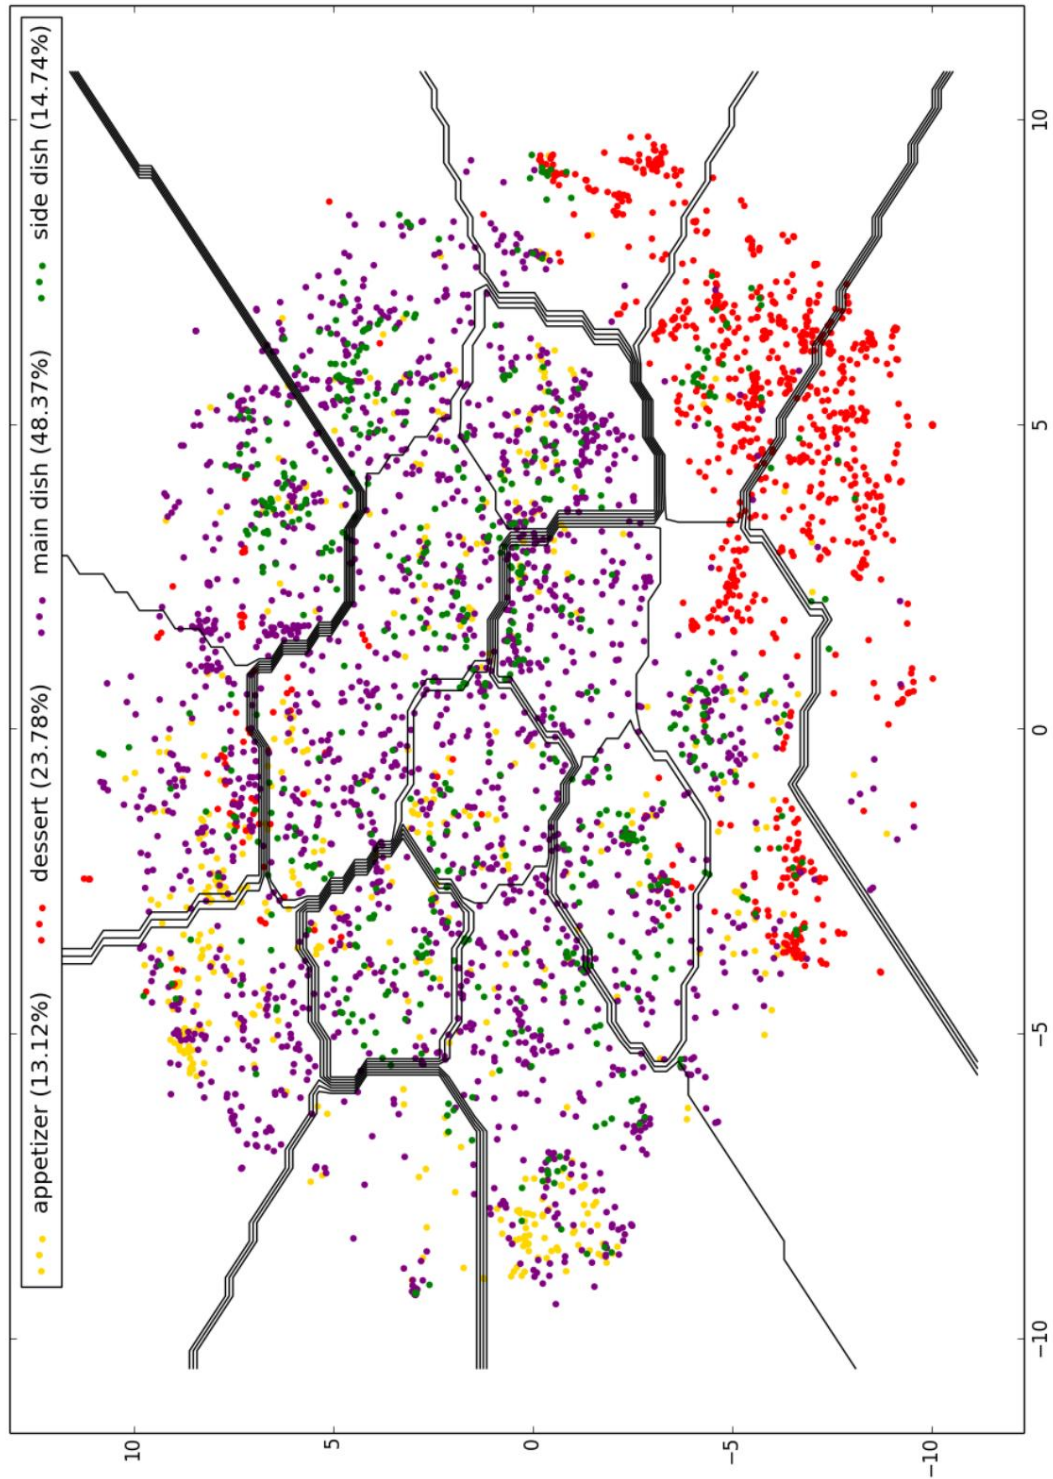 appetizer (13.12%) dessert (23.78%) main dish (48.37%) side dish (14.74%)
10
5
0
−5
−10
−10 −5 0 5 10